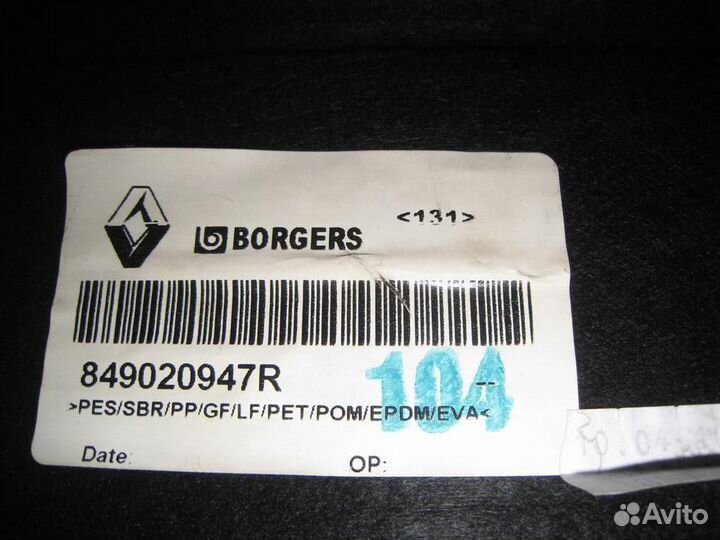 <131>
BORGERS
849020947R
104
--
>PES/SBR/PP/GF/LF/PET/POM/EPDM/EVA<
Date:
OP:
Avito